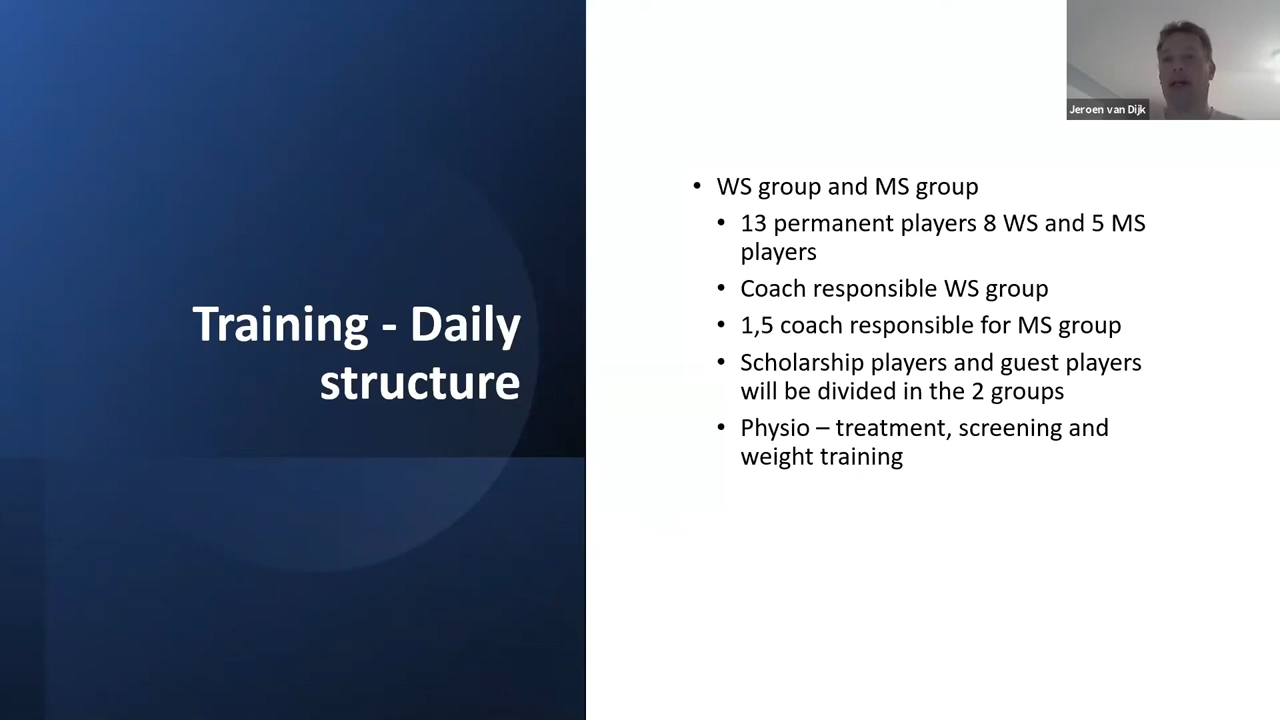 Jeroen van Dijk
Training - Daily
structure
• WS group and MS group
• 13 permanent players 8 WS and 5 MS
players
• Coach responsible WS group
• 1,5 coach responsible for MS group
• Scholarship players and guest players
will be divided in the 2 groups
• Physio – treatment, screening and
weight training